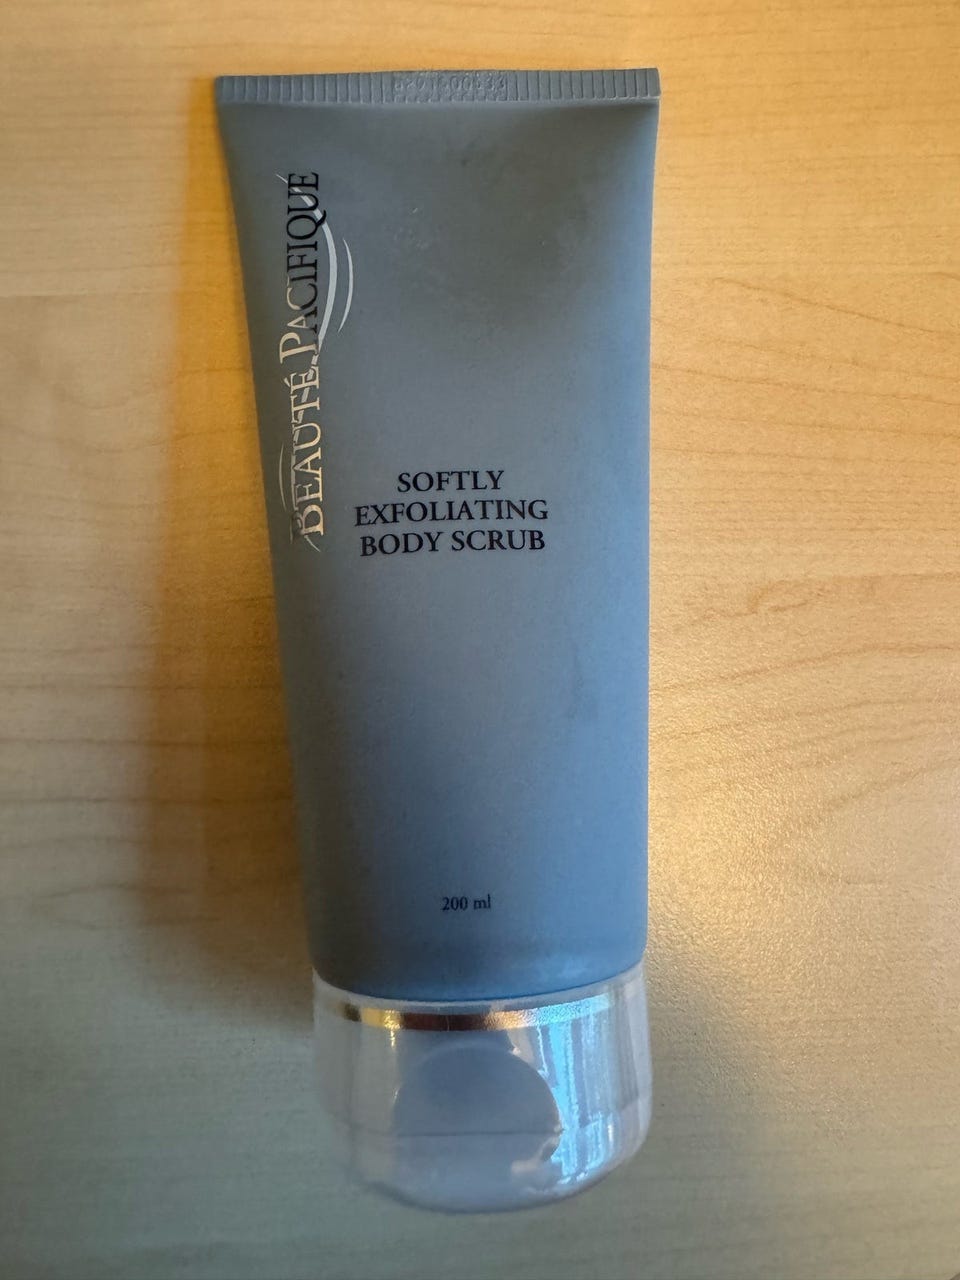 BEAUTÉ PACIFIQUE
SOFTLY
EXFOLIATING
BODY SCRUB
200 ml